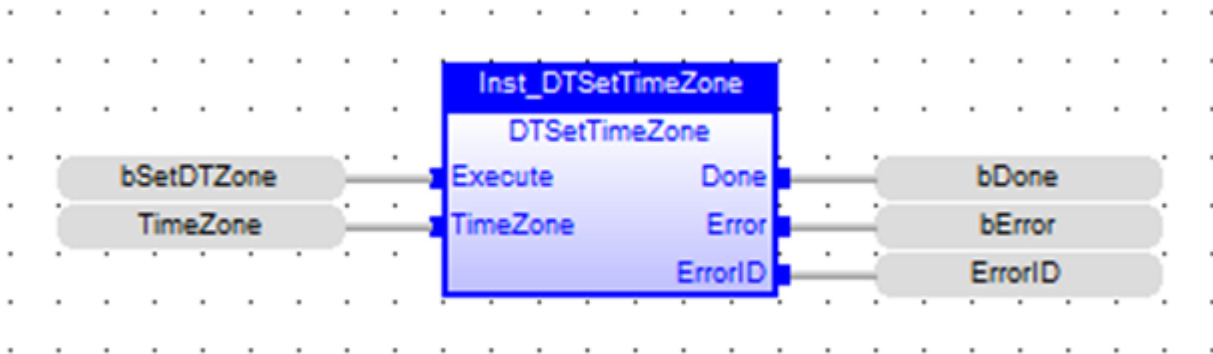 Inst_DTSetTimeZone
DTSetTimeZone
bSetDTZone Execute Done bDone
TimeZone TimeZone Error bError
ErrorID ErrorID